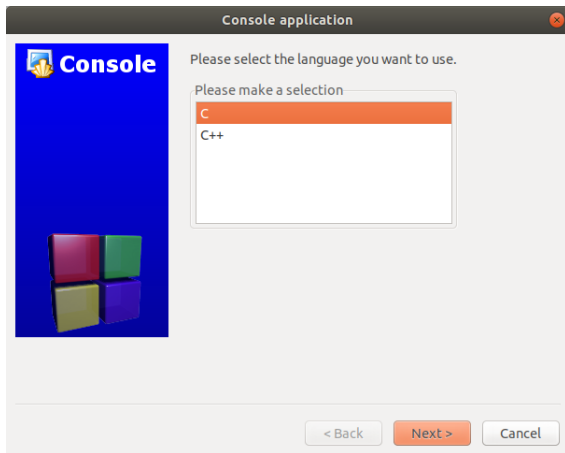 Console application
Console
Please select the language you want to use.
Please make a selection
C
C++
< Back
Next >
Cancel